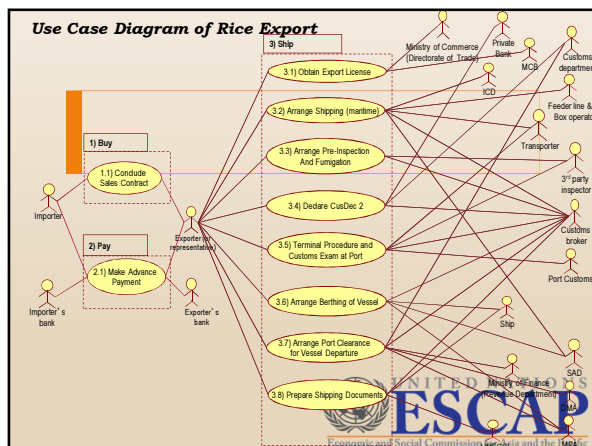 Use Case Diagram of Rice Export
3) Ship
Ministry of Commerce
(Directorate of Trade)
Private
Bank
MCB
Customs
department
3.1) Obtain Export License
ICD
3.2) Arrange Shipping (maritime)
Feeder line &
Box operato
Transporter
1) Buy
1.1) Conclude
Sales Contract
3.3) Arrange Pre-Inspection
And Fumigation
3rd party
inspector
Importer
3.4) Declare CusDec 2
Exporter(or
representative)
Customs
broker
2) Pay
2.1) Make Advance
Payment
3.5) Terminal Procedure and
Customs Exam at Port
Port Customs
Importer's
bank
Exporter's
bank
3.6) Arrange Berthing of Vessel
Ship
3.7) Arrange Port Clearance
for Vessel Departure
SAD
Ministry of Finance
(Revenue Department)
UNITED NATIONS
3.8) Prepare Shipping Documents
ESCAP
DMA
MPA
Economic and Social Commission for Asia and the Pacific